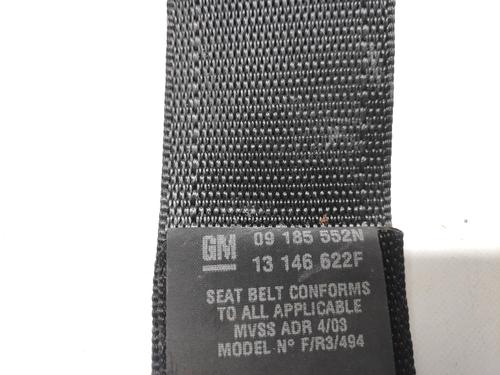 GM 09 185 552N
13 146 622F
SEAT BELT CONFORMS
TO ALL APPLICABLE
MVSS ADR 4/03
MODEL N° F/R3/494